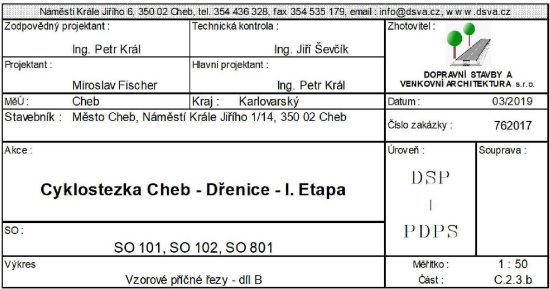 Náměstí Krále Jiřího 6, 350 02 Cheb, tel. 354 436 328, fax 354 535 179, email : info@dsva.cz, w w w .dsva.cz
Zodpovědný projektant :
Ing. Petr Král
Technická kontrola :
Ing. Jiří Ševčík
Zhotovitel :
DOPRAVNÍ STAVBY A
VENKOVNÍ ARCHITEKTURA s.r.o.
Projektant :
Miroslav Fischer
Hlavní projektant :
Ing. Petr Král
MěÚ : Cheb Kraj : Karlovarský
Datum : 03/2019
Stavebník : Město Cheb, Náměstí Krále Jiřího 1/14, 350 02 Cheb
Číslo zakázky : 762017
Akce :
Cyklostezka Cheb - Dřenice - I. Etapa
Úroveň :
DSP
+
PDPS
Souprava :
SO :
SO 101, SO 102, SO 801
Výkres
Vzorové příčné řezy - díl B
Měřítko : 1 : 50
Část : C.2.3.b